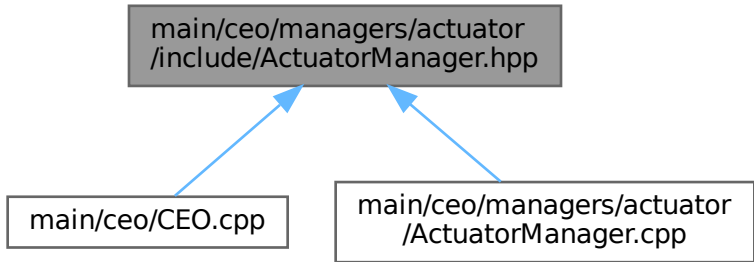 main/ceo/managers/actuator
/include/ActuatorManager.hpp
main/ceo/CEO.cpp
main/ceo/managers/actuator
/ActuatorManager.cpp